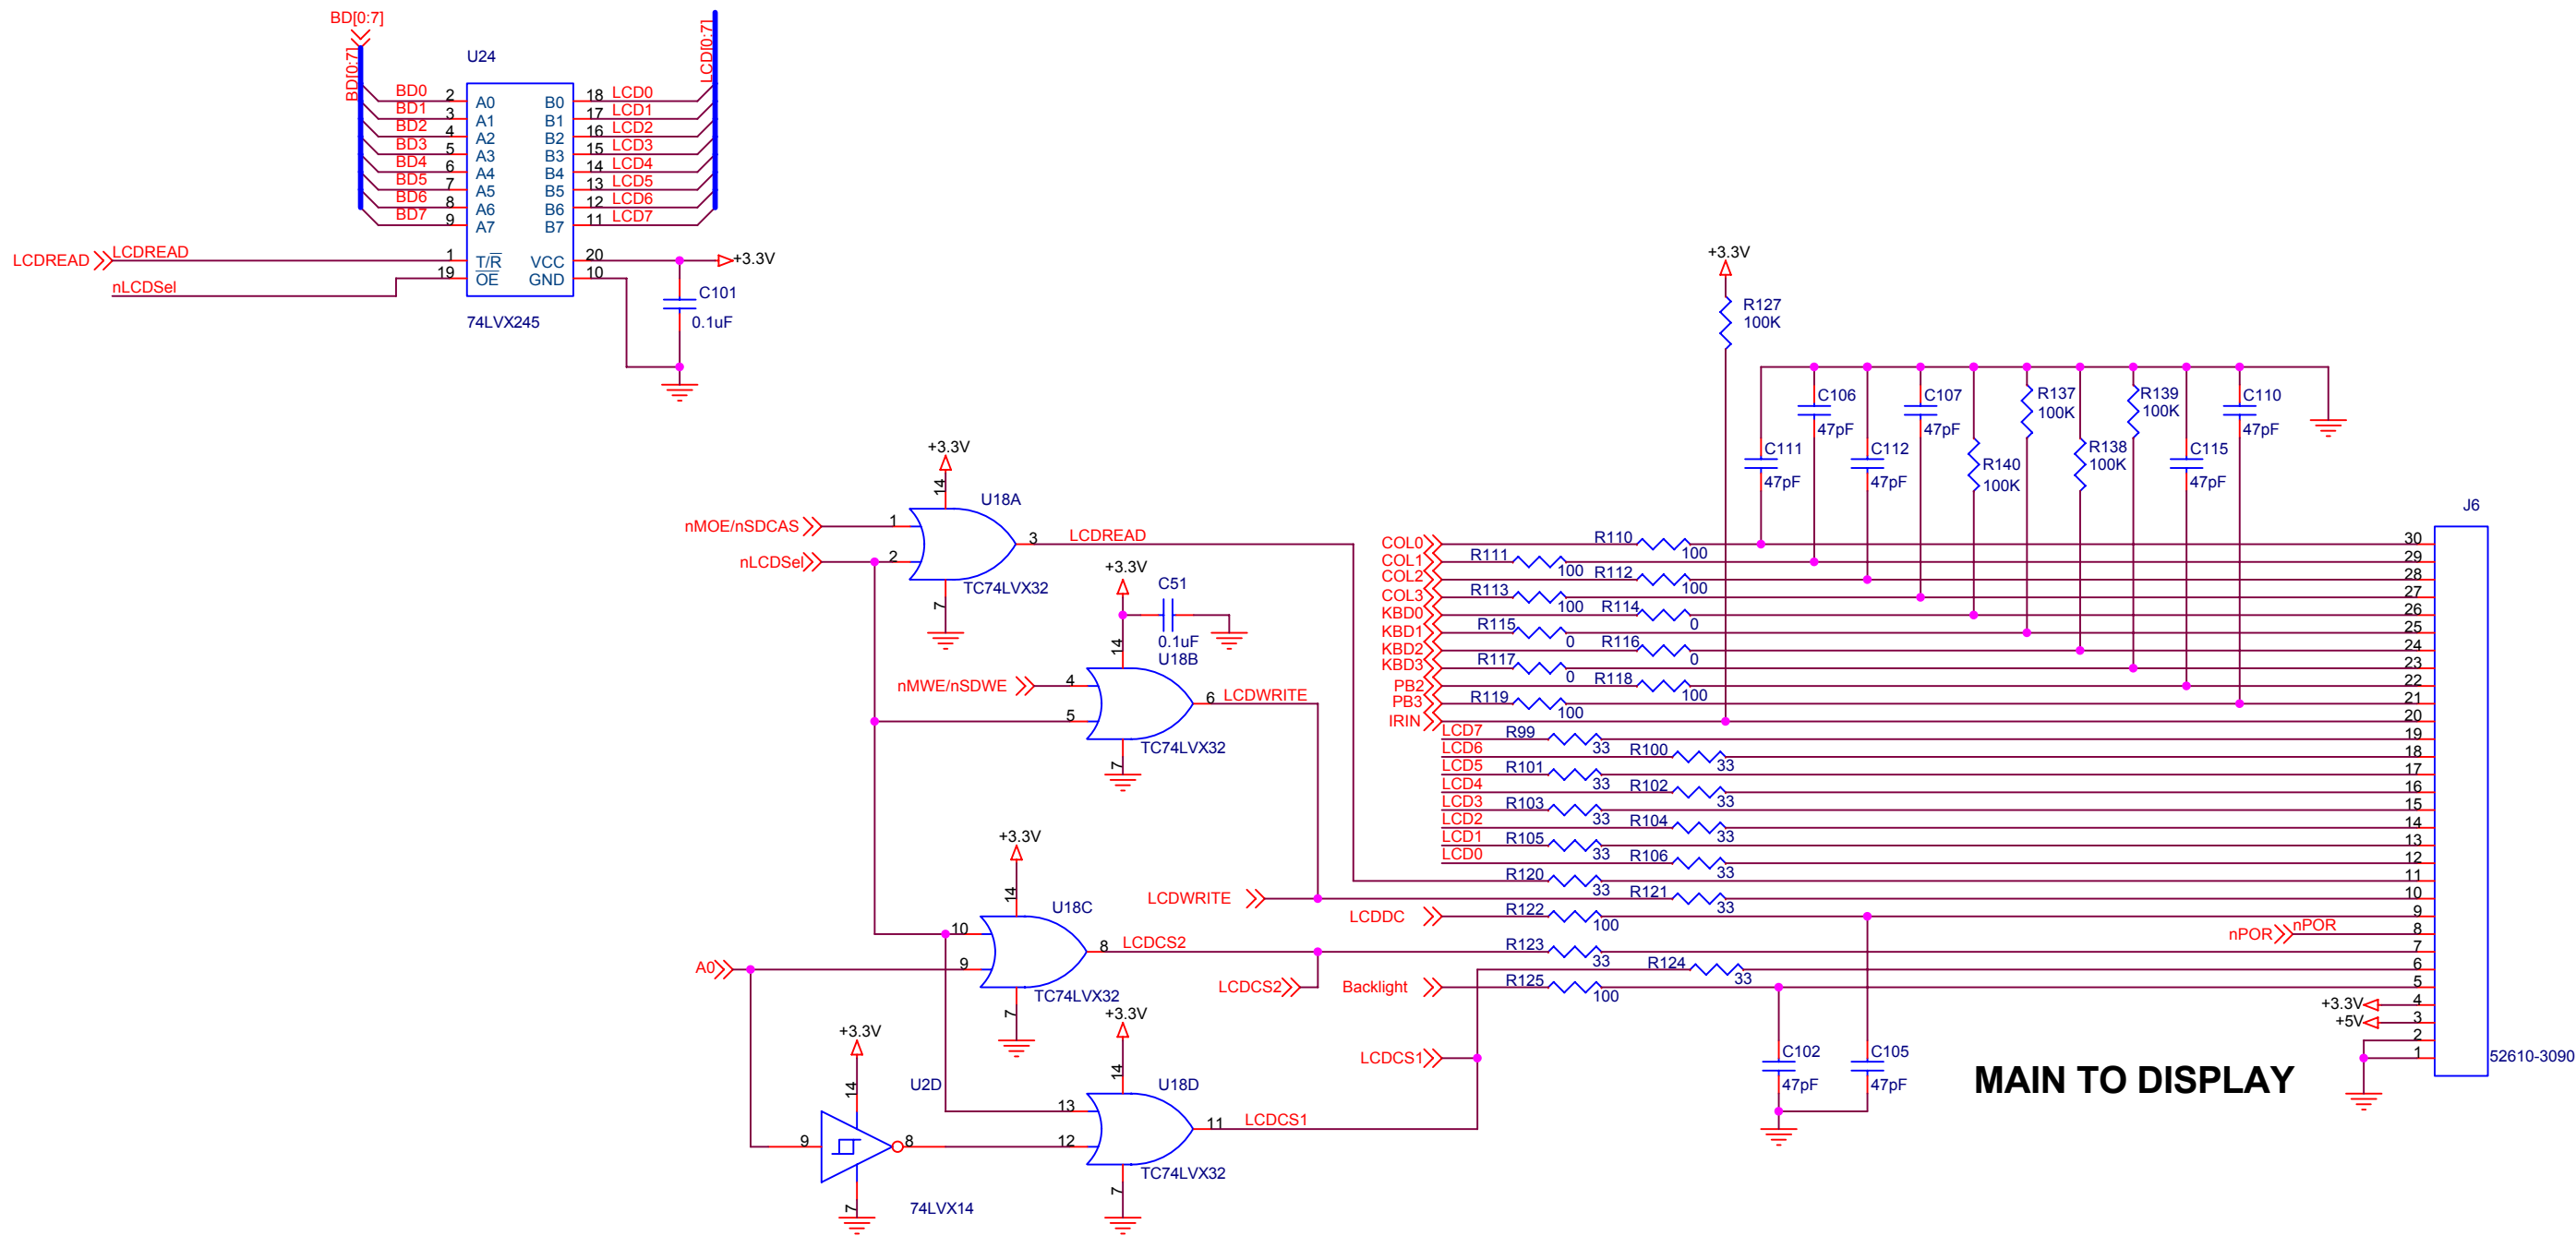 BD[0:7]
BD[0:7]
LCD[0:7]
U24
BD0 2 A0 B0 18 LCD0
BD1 3 A1 B1 17 LCD1
BD2 4 A2 B2 16 LCD2
BD3 5 A3 B3 15 LCD3
BD4 6 A4 B4 14 LCD4
BD5 7 A5 B5 13 LCD5
BD6 8 A6 B6 12 LCD6
BD7 9 A7 B7 11 LCD7
LCDREAD LCDREAD 1 T/R VCC 20 +3.3V
nLCDSel 19 OE GND 10
C101
0.1uF
74LVX245
+3.3V
R127
100K
C106
47pF
C107
47pF
R137
100K
R139
100K
C110
47pF
C111
47pF
C112
47pF
R140
100K
R138
100K
C115
47pF
+3.3V
14
U18A
nMOE/nSDCAS 1
nLCDSel 2
3 LCDREAD
TC74LVX32
7
+3.3V
C51
0.1uF
14
U18B
nMWE/nSDWE 4
5
6 LCDWRITE
TC74LVX32
7
+3.3V
14
U18C
10
A0 9
8 LCDCS2
TC74LVX32
7
+3.3V
14
U2D
9 8
7
74LVX14
+3.3V
14
U18D
13
12
11 LCDCS1
TC74LVX32
7
J6
COL0 R110 100 30
COL1 R111 100 29
COL2 R112 100 28
COL3 R113 100 27
KBD0 R114 0 26
KBD1 R115 0 25
KBD2 R116 0 24
KBD3 R117 0 23
PB2 R118 100 22
PB3 R119 100 21
IRIN 20
LCD7 R99 33 19
LCD6 R100 33 18
LCD5 R101 33 17
LCD4 R102 33 16
LCD3 R103 33 15
LCD2 R104 33 14
LCD1 R105 33 13
LCD0 R106 33 12
R120 33 11
LCDWRITE R121 33 10
LCDDC R122 100 9
nPOR nPOR 8
R123 33 7
R124 33 6
LCDCS2
Backlight R125 100 5
+3.3V 4
+5V 3
2
1
LCDCS1
C102
47pF
C105
47pF
52610-3090
MAIN TO DISPLAY